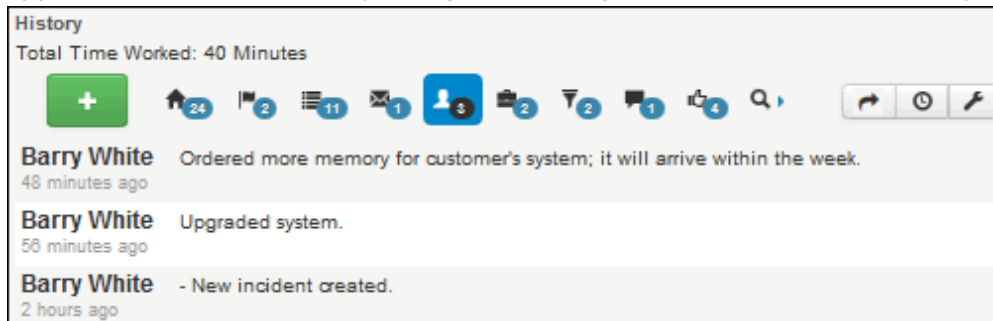 History
Total Time Worked: 40 Minutes
+ 24 2 11 1 3 2 2 1 4
Barry White Ordered more memory for customer's system; it will arrive within the week.
48 minutes ago
Barry White Upgraded system.
56 minutes ago
Barry White - New incident created.
2 hours ago